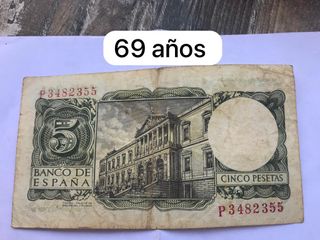 69 años
P3482355
5
BANCO DE
ESPAÑA
CINCO PESETAS
P3482355